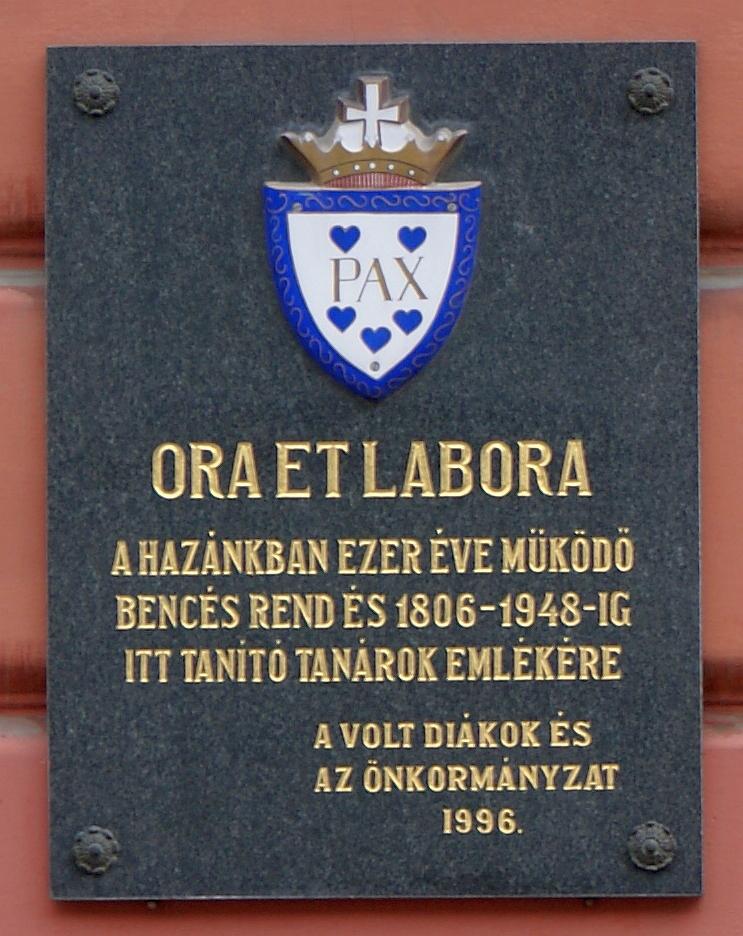 PAX
ORA ET LABORA
A HAZÁNKBAN EZER ÉVE MŰKÖDŐ
BENCÉS REND ÉS 1806-1948-IG
ITT TANÍTÓ TANÁROK EMLÉKÉRE
A VOLT DIÁKOK ÉS
AZ ÖNKORMÁNYZAT
1996.